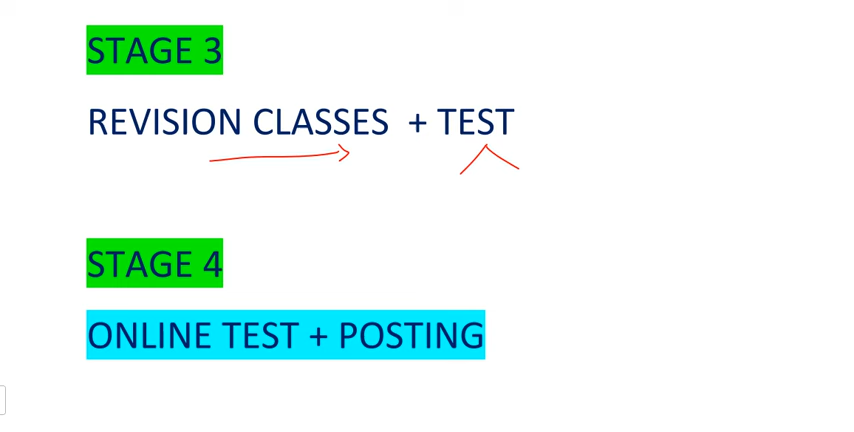 STAGE 3
REVISION CLASSES + TEST
STAGE 4
ONLINE TEST + POSTING